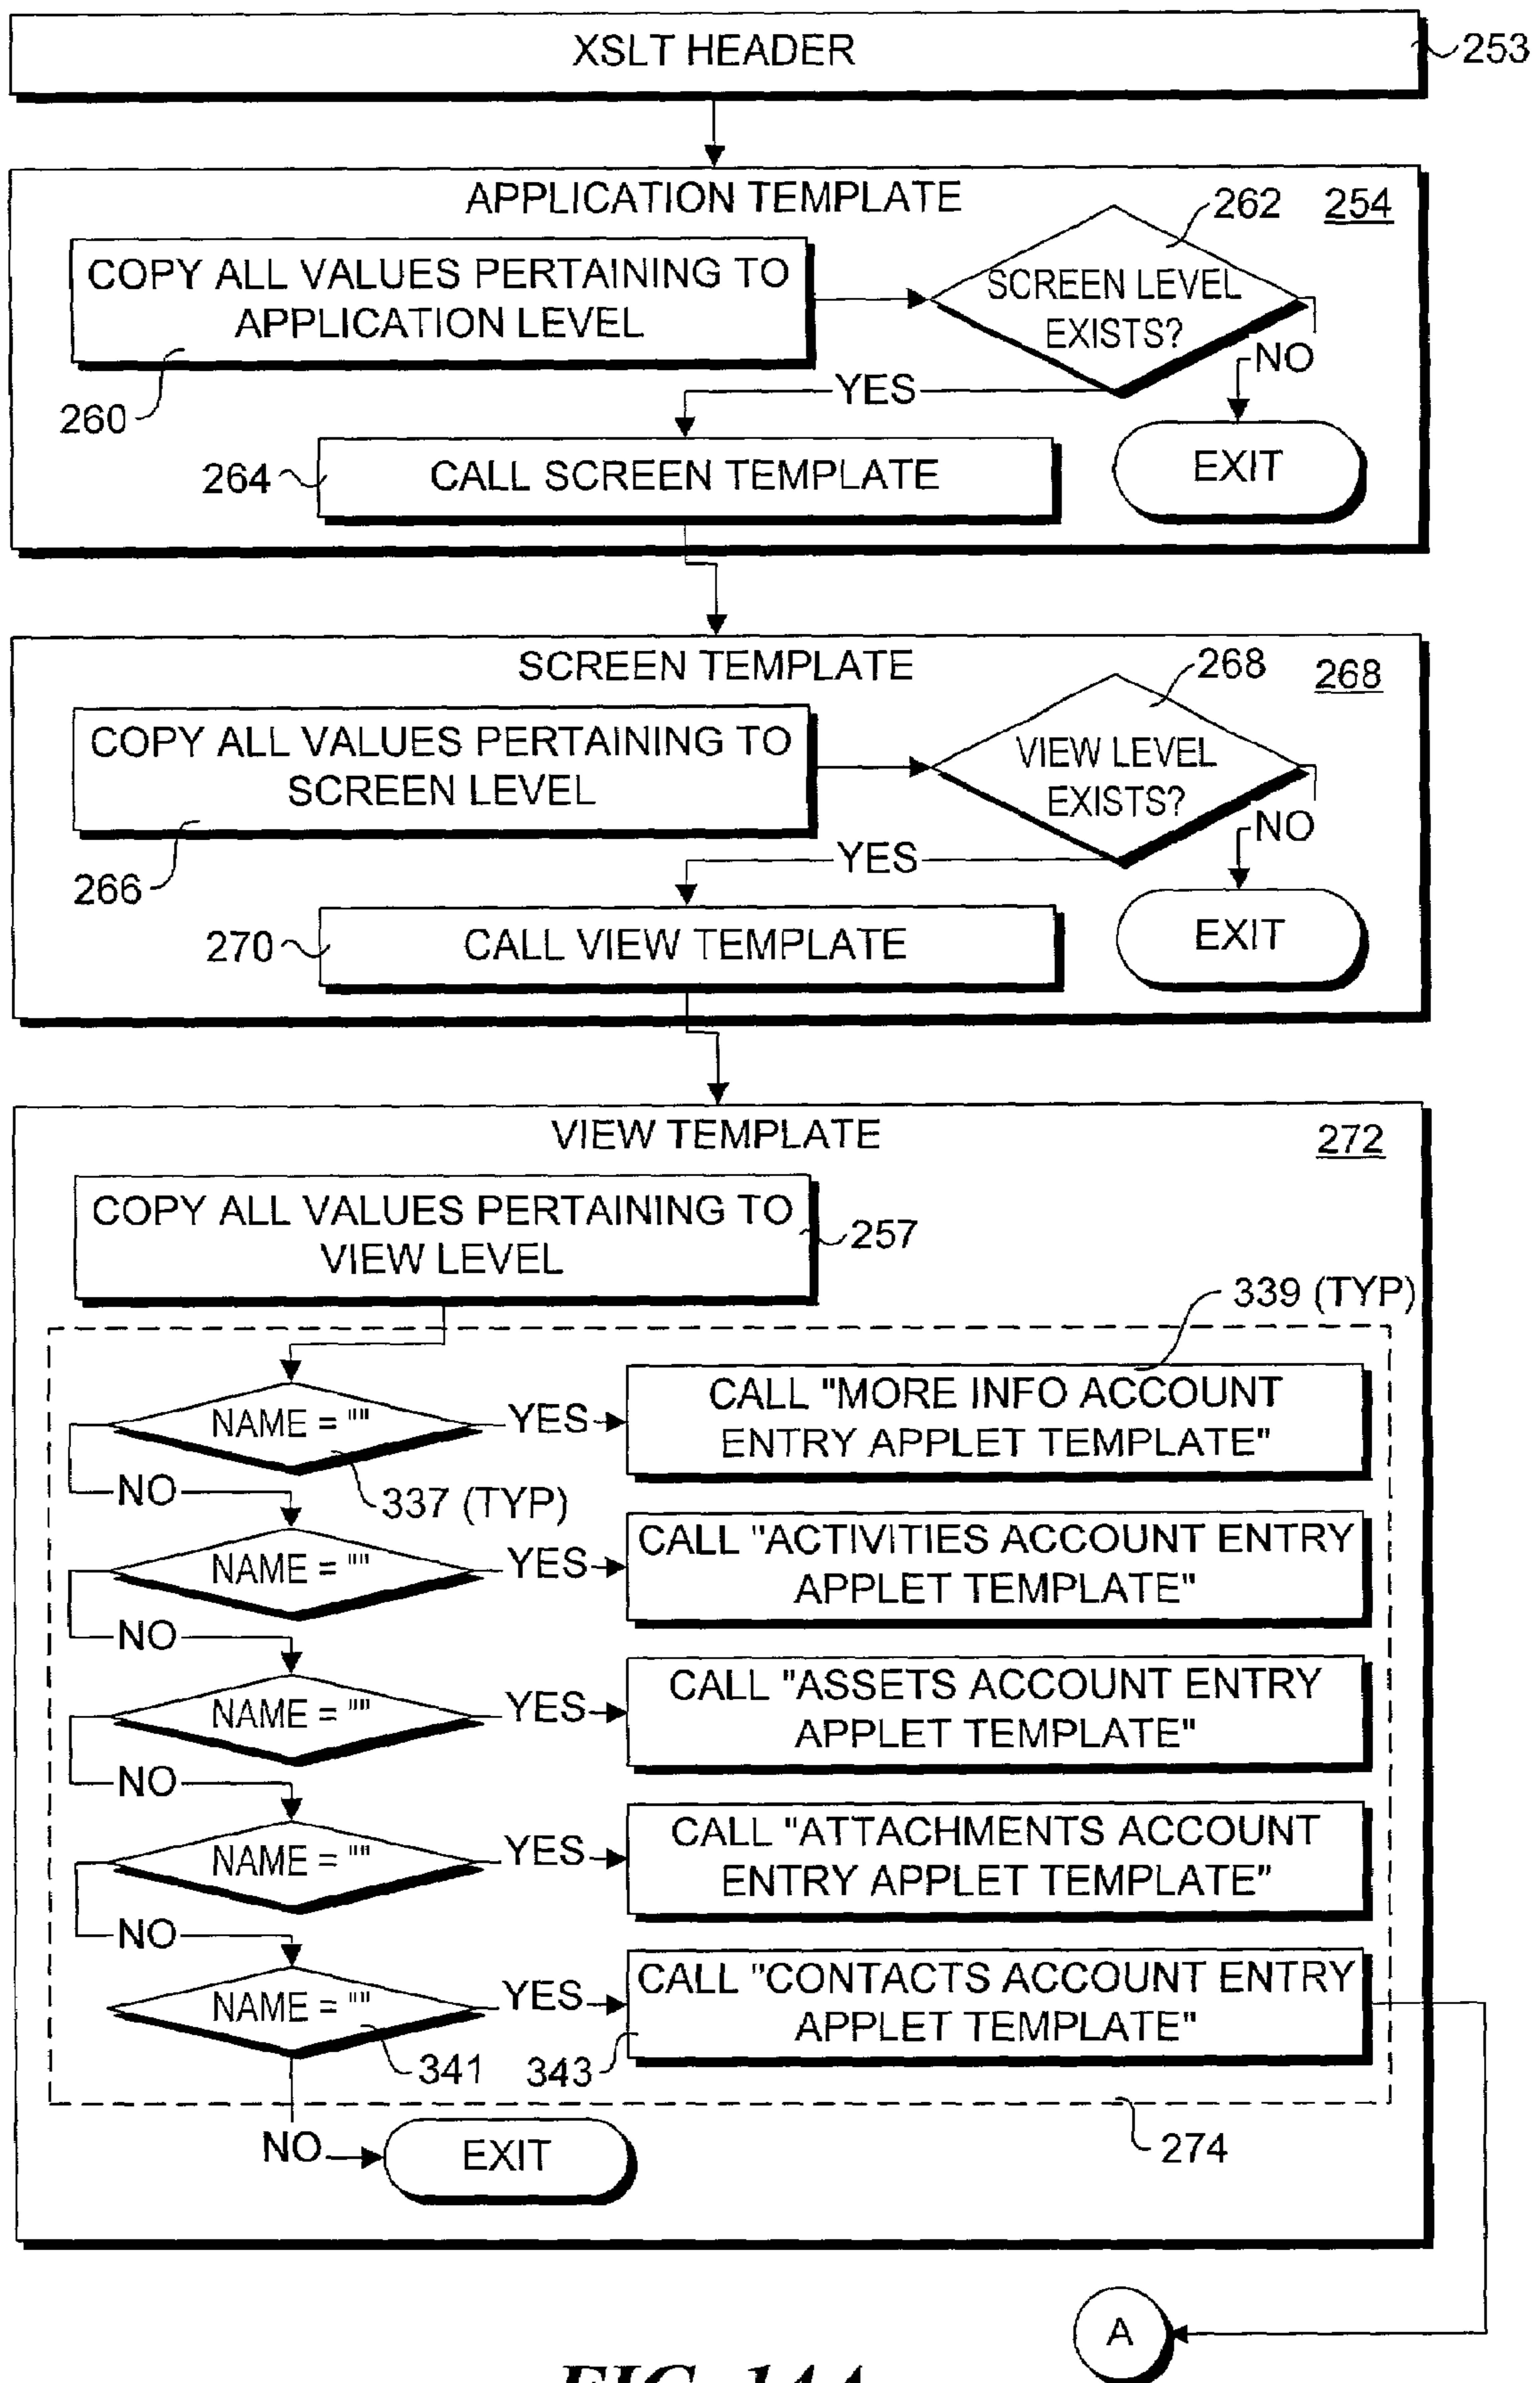 XSLT HEADER
253
APPLICATION TEMPLATE
262
254
COPY ALL VALUES PERTAINING TO
APPLICATION LEVEL
SCREEN LEVEL
EXISTS?
NO
YES
260
264
CALL SCREEN TEMPLATE
EXIT
SCREEN TEMPLATE
268
268
COPY ALL VALUES PERTAINING TO
SCREEN LEVEL
VIEW LEVEL
EXISTS?
NO
YES
266
270
CALL VIEW TEMPLATE
EXIT
VIEW TEMPLATE
272
COPY ALL VALUES PERTAINING TO
VIEW LEVEL
257
339 (TYP)
NAME = ""
YES
CALL "MORE INFO ACCOUNT
ENTRY APPLET TEMPLATE"
NO
337 (TYP)
NAME = ""
YES
CALL "ACTIVITIES ACCOUNT ENTRY
APPLET TEMPLATE"
NO
NAME = ""
YES
CALL "ASSETS ACCOUNT ENTRY
APPLET TEMPLATE"
NO
NAME = ""
YES
CALL "ATTACHMENTS ACCOUNT
ENTRY APPLET TEMPLATE"
NO
NAME = ""
YES
CALL "CONTACTS ACCOUNT ENTRY
APPLET TEMPLATE"
341
343
NO
EXIT
274
A
FIG. 14A